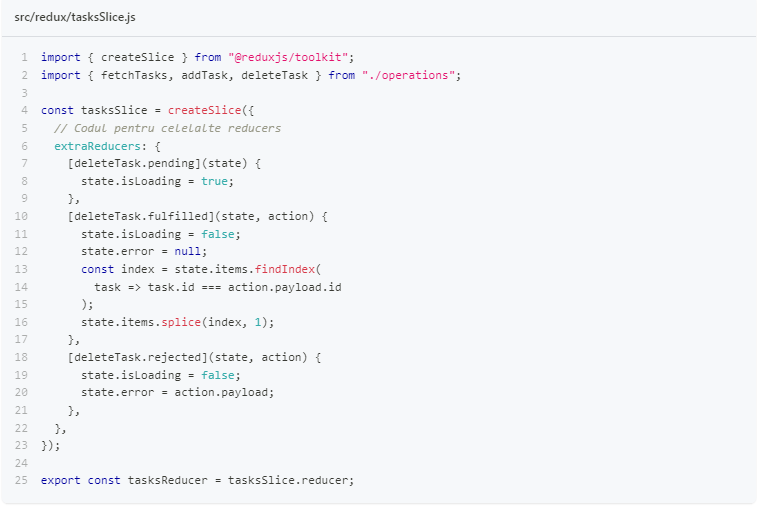 src/redux/tasksSlice.js
1 import { createSlice } from "@reduxjs/toolkit";
2 import { fetchTasks, addTask, deleteTask } from "./operations";
3
4 const tasksSlice = createSlice({
5   // Codul pentru celelalte reducers
6   extraReducers: {
7     [deleteTask.pending](state) {
8       state.isLoading = true;
9     },
10     [deleteTask.fulfilled](state, action) {
11       state.isLoading = false;
12       state.error = null;
13       const index = state.items.findIndex(
14         task => task.id === action.payload.id
15       );
16       state.items.splice(index, 1);
17     },
18     [deleteTask.rejected](state, action) {
19       state.isLoading = false;
20       state.error = action.payload;
21     },
22   },
23 });
24
25 export const tasksReducer = tasksSlice.reducer;